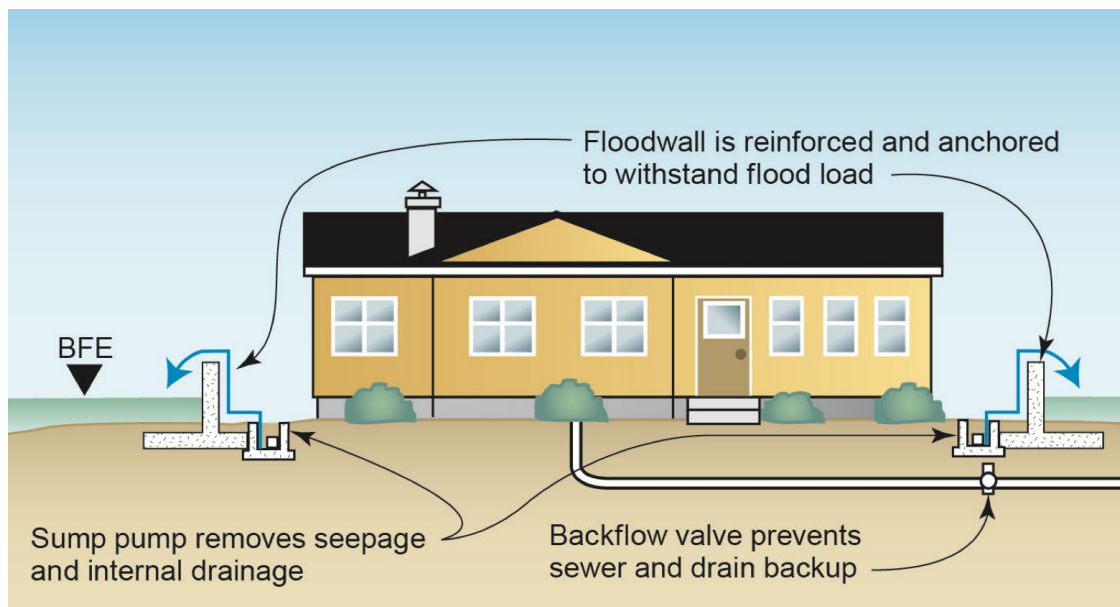 Floodwall is reinforced and anchored
to withstand flood load
BFE
Sump pump removes seepage
and internal drainage
Backflow valve prevents
sewer and drain backup